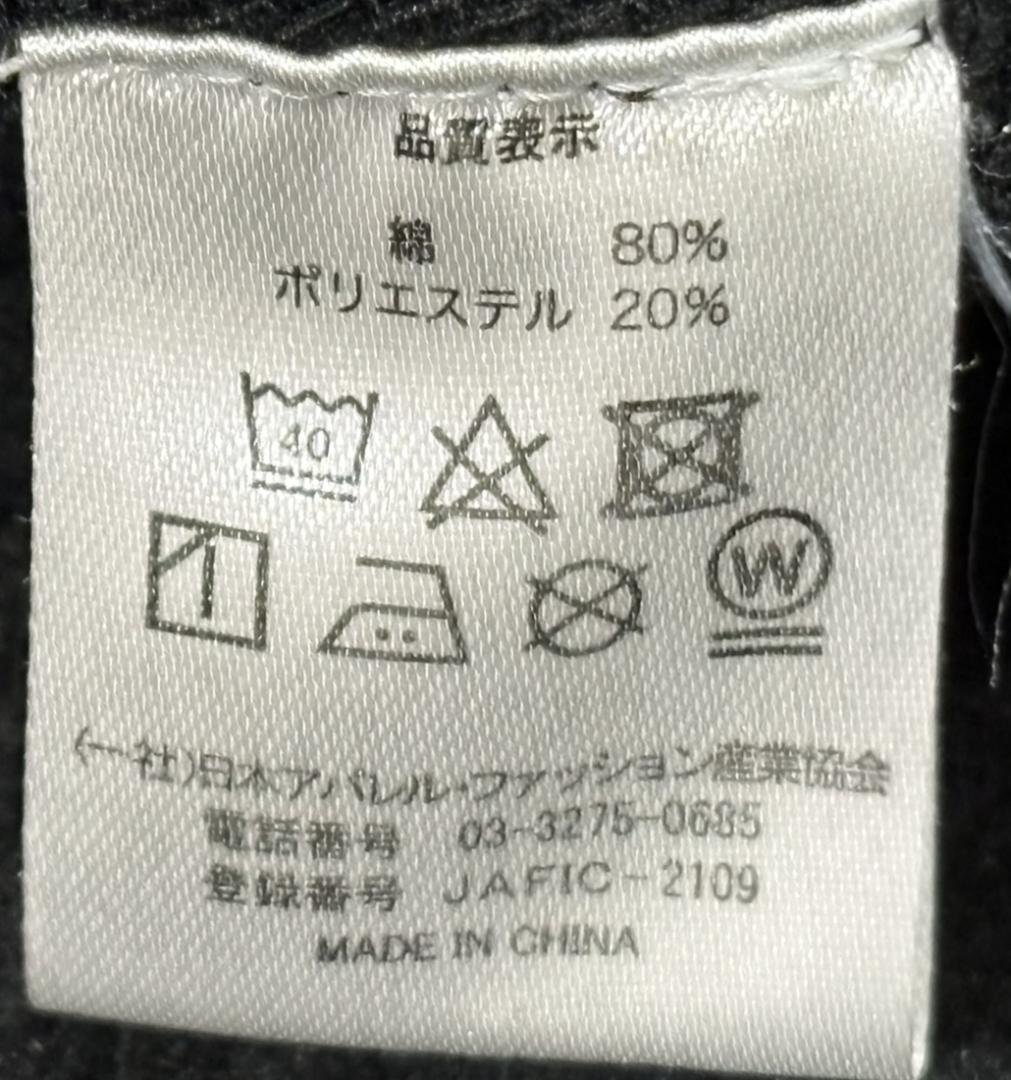 品質表示
綿 80%
ポリエステル 20%
40
W
(一社)日本アパレル・ファッション産業協会
電話番号 03-3275-0685
登録番号 JAFIC-2109
MADE IN CHINA